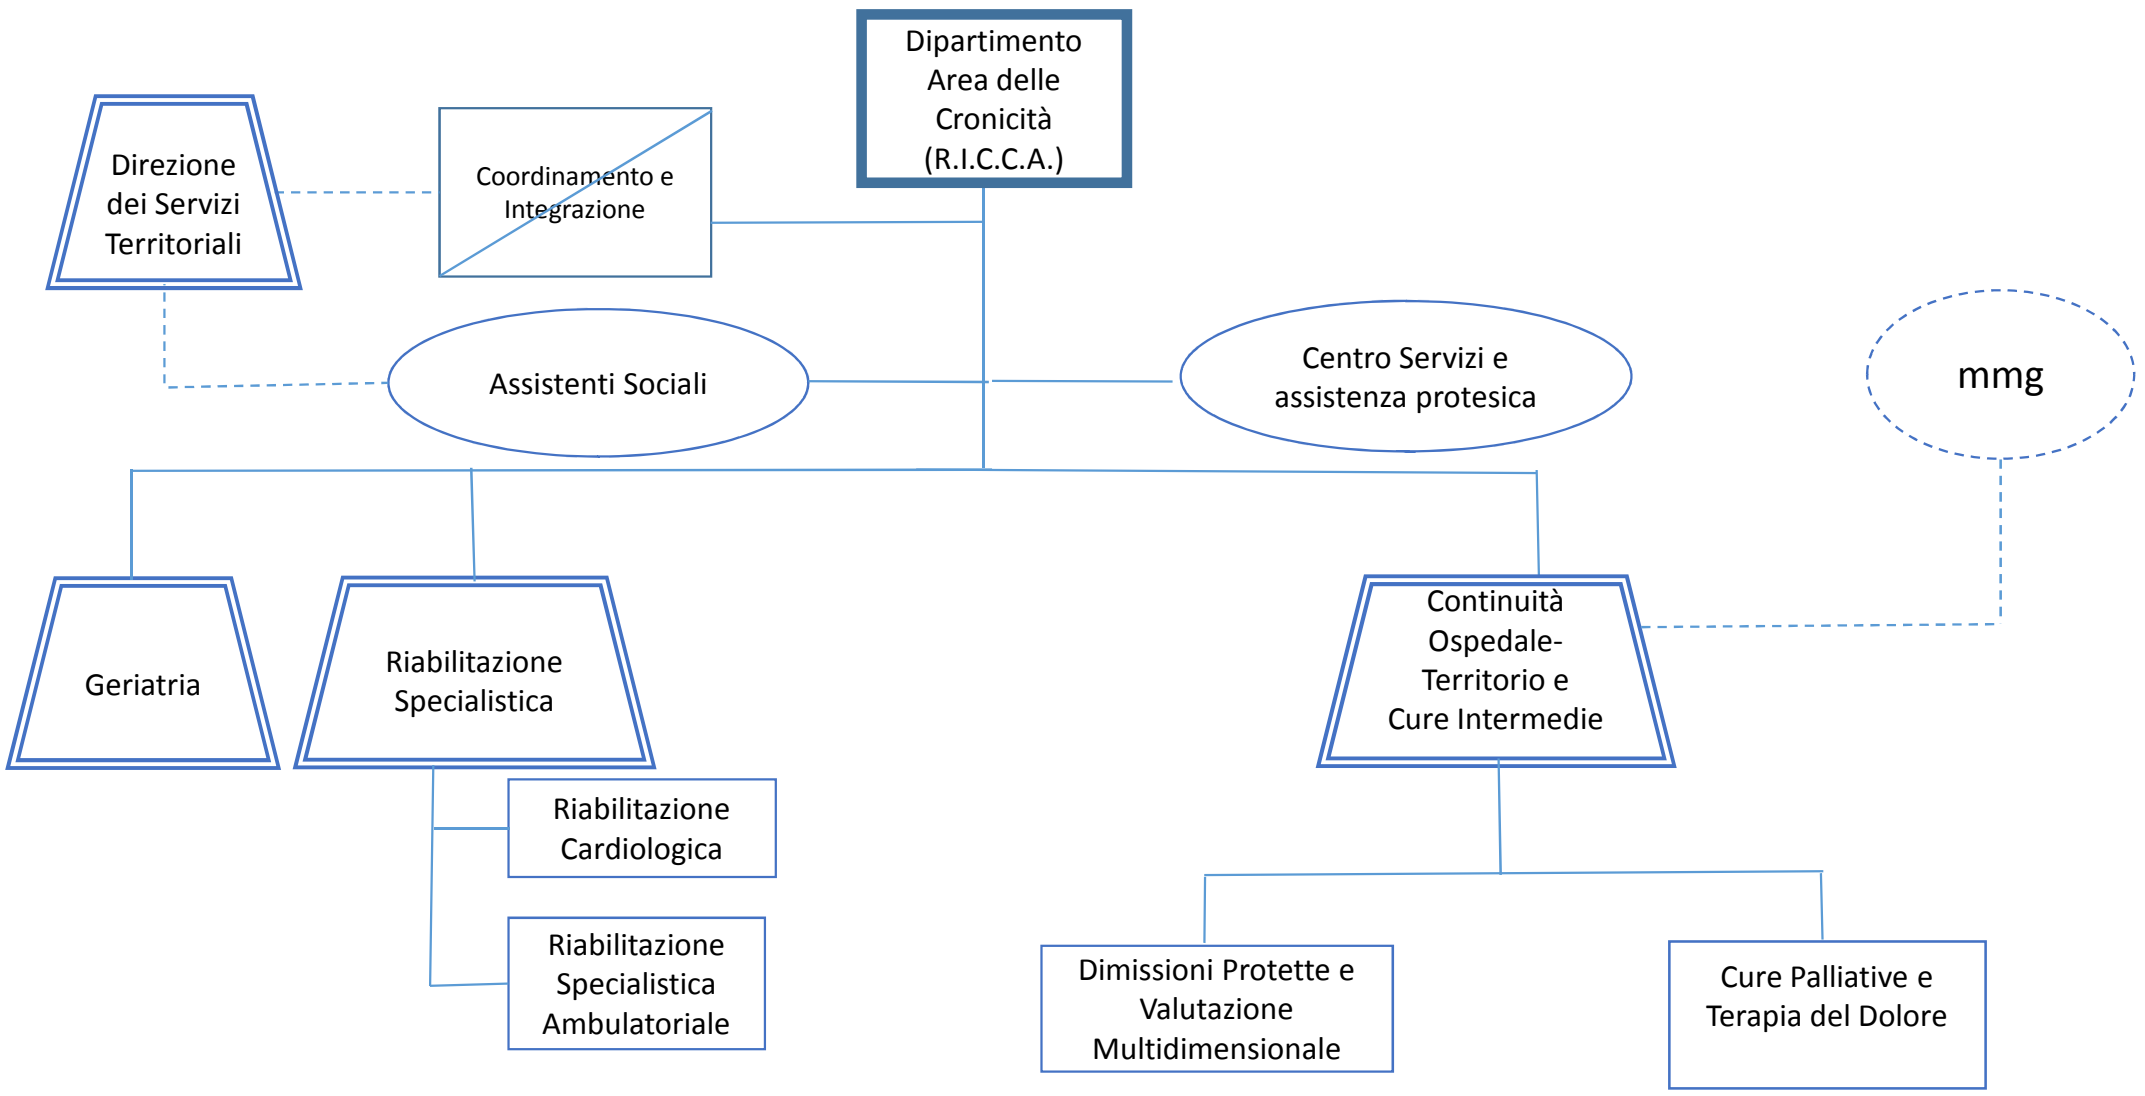 Dipartimento
Area delle
Cronicità
(R.I.C.C.A.)
Direzione
dei Servizi
Territoriali
Coordinamento e
Integrazione
Assistenti Sociali
Centro Servizi e
assistenza protesica
mmg
Geriatria
Riabilitazione
Specialistica
Continuità
Ospedale-
Territorio e
Cure Intermedie
Riabilitazione
Cardiologica
Riabilitazione
Specialistica
Ambulatoriale
Dimissioni Protette e
Valutazione
Multidimensionale
Cure Palliative e
Terapia del Dolore